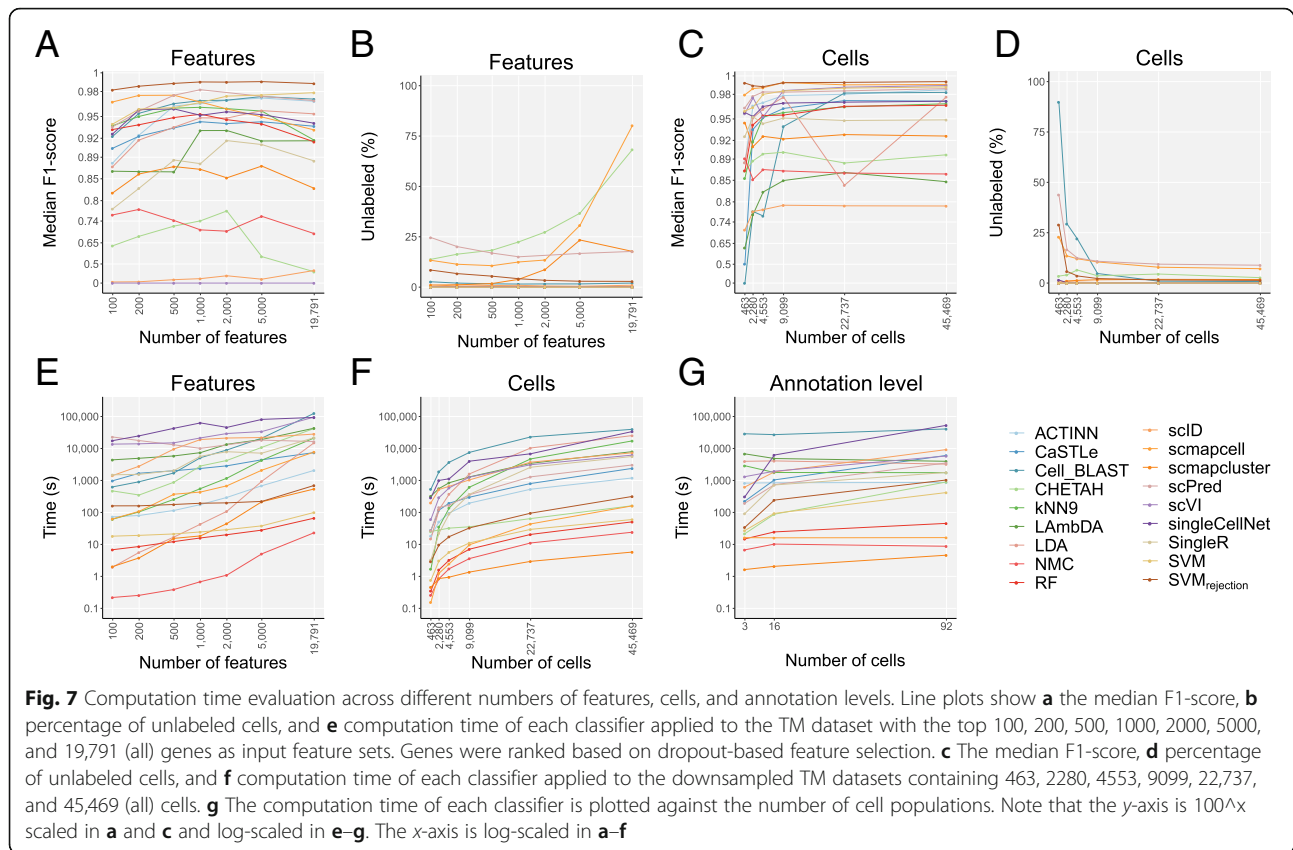 A
Features
Median F1-score
1
0.98
0.95
0.92
0.89
0.85
0.8
0.74
0.65
0.5
0
100
200
500
1,000
2,000
5,000
19,791
Number of features
B
Features
Unlabeled (%)
100
75
50
25
0
100
200
500
1,000
2,000
5,000
19,791
Number of features
C
Cells
Median F1-score
1
0.98
0.95
0.92
0.89
0.85
0.8
0.74
0.65
0.5
0
463
2,280
4,553
9,099
22,737
45,469
Number of cells
D
Cells
Unlabeled (%)
100
75
50
25
0
463
2,280
4,553
9,099
22,737
45,469
Number of cells
E
Features
Time (s)
100,000
10,000
1,000
100
10
1
0.1
100
200
500
1,000
2,000
5,000
19,791
Number of features
F
Cells
Time (s)
100,000
10,000
1,000
100
10
1
0.1
463
2,280
4,553
9,099
22,737
45,469
Number of cells
G
Annotation level
Time (s)
100,000
10,000
1,000
100
10
1
0.1
3
16
92
Number of cells
ACTINN
CaSTLe
Cell_BLAST
CHETAH
kNN9
LAmbDA
LDA
NMC
RF
scID
scmapcell
scmapcluster
scPred
scVI
singleCellNet
SingleR
SVM
SVMrejection
Fig. 7 Computation time evaluation across different numbers of features, cells, and annotation levels. Line plots show a the median F1-score, b
percentage of unlabeled cells, and e computation time of each classifier applied to the TM dataset with the top 100, 200, 500, 1000, 2000, 5000,
and 19,791 (all) genes as input feature sets. Genes were ranked based on dropout-based feature selection. c The median F1-score, d percentage
of unlabeled cells, and f computation time of each classifier applied to the downsampled TM datasets containing 463, 2280, 4553, 9099, 22,737,
and 45,469 (all) cells. g The computation time of each classifier is plotted against the number of cell populations. Note that the y-axis is 100^x
scaled in a and c and log-scaled in e–g. The x-axis is log-scaled in a–f